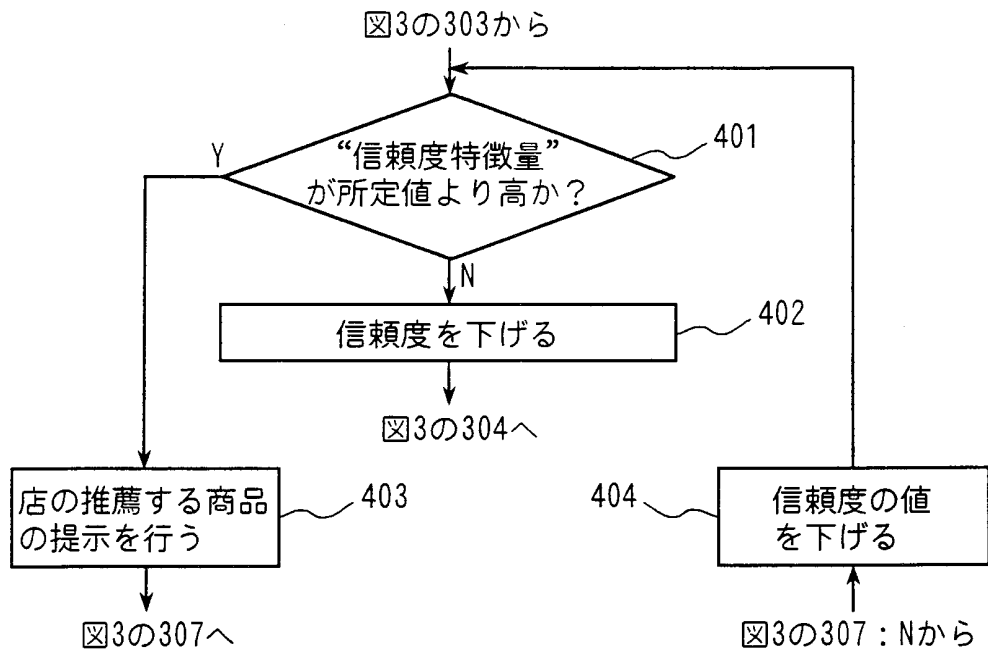 図3の303から
“信頼度特徴量”
が所定値より高か?
401
Y
N
信頼度を下げる
402
図3の304へ
店の推薦する商品
の提示を行う
403
404
信頼度の値
を下げる
図3の307へ
図3の307:Nから